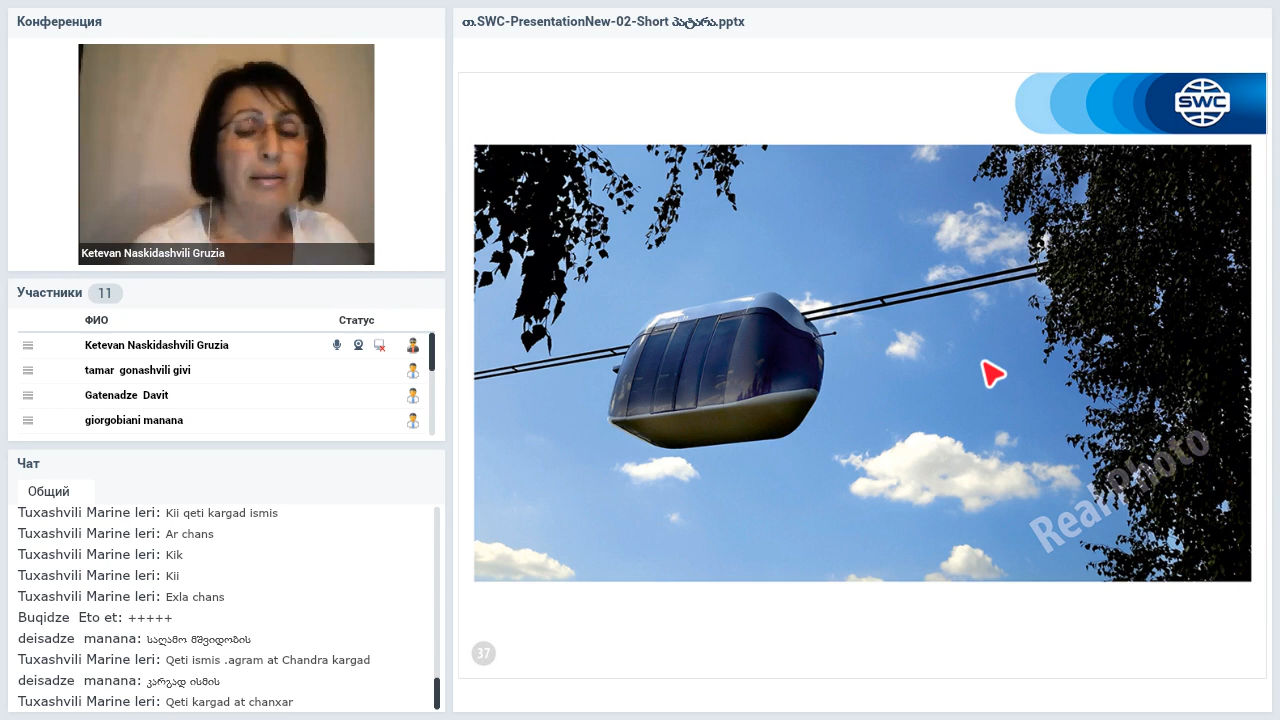 Конференция
Ketevan Naskidashvili Gruzia
Участники 11
ФИО Статус
Ketevan Naskidashvili Gruzia
tamar gonashvili givi
Gatenadze Davit
giorgobiani manana
Чат
Общий
Tuxashvili Marine leri: Kii qeti kargad ismis
Tuxashvili Marine leri: Ar chans
Tuxashvili Marine leri: Kik
Tuxashvili Marine leri: Kii
Tuxashvili Marine leri: Exla chans
Buqidze Eto et: +++++
deisadze manana: საღამო მშვიდობის
Tuxashvili Marine leri: Qeti ismis .agram at Chandra kargad
deisadze manana: კარგად ისმის
Tuxashvili Marine leri: Qeti kargad at chanxar
თ.SWC-PresentationNew-02-Short პატარა.pptx
SWC
Real Photo
37